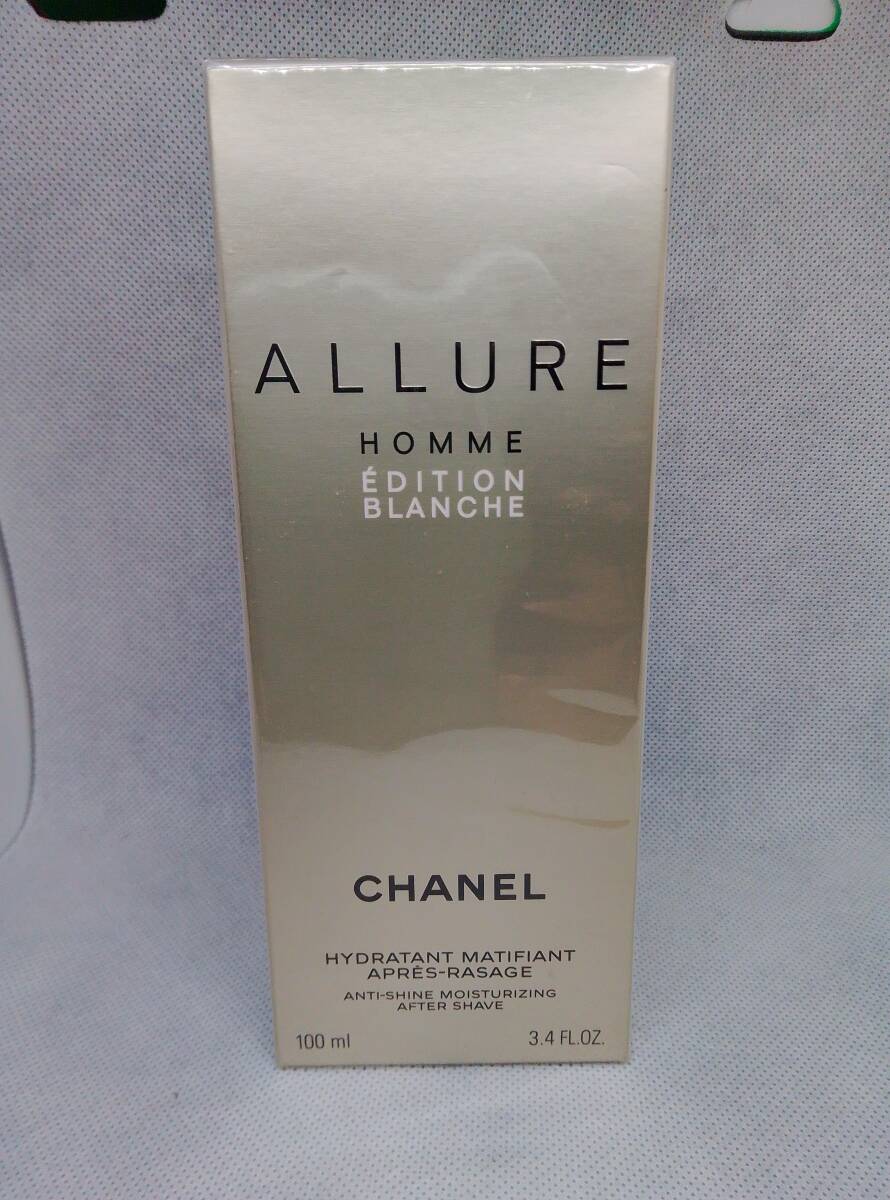 ALLURE
HOMME
ÉDITION
BLANCHE
CHANEL
HYDRATANT MATIFIANT
APRÈS-RASAGE
ANTI-SHINE MOISTURIZING
AFTER SHAVE
100 ml 3.4 FL.OZ.